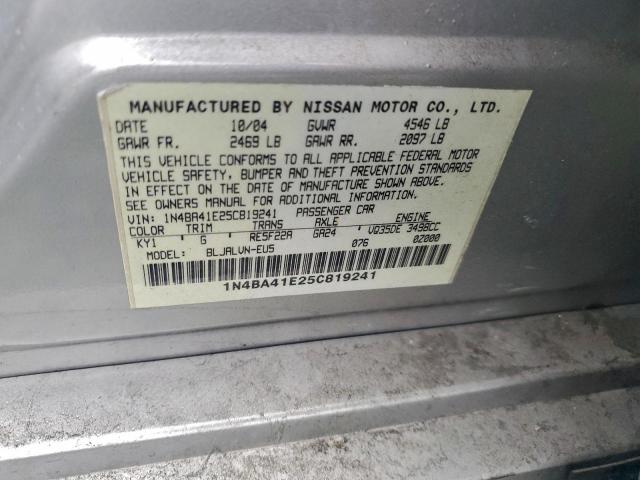 MANUFACTURED BY NISSAN MOTOR CO., LTD.
DATE 10/04 GVWR 4546 LB
GAWR FR. 2469 LB GAWR RR. 2097 LB
THIS VEHICLE CONFORMS TO ALL APPLICABLE FEDERAL MOTOR
VEHICLE SAFETY, BUMPER AND THEFT PREVENTION STANDARDS
IN EFFECT ON THE DATE OF MANUFACTURE SHOWN ABOVE.
SEE OWNERS MANUAL FOR ADDITIONAL INFORMATION.
VIN: 1N4BA41E25C819241 PASSENGER CAR
COLOR TRIM TRANS AXLE ENGINE
KY1 G RE5F22A GA24 VQ35DE 3498CC
MODEL: BLJALVN-EU5 076 0Z000
1N4BA41E25C819241